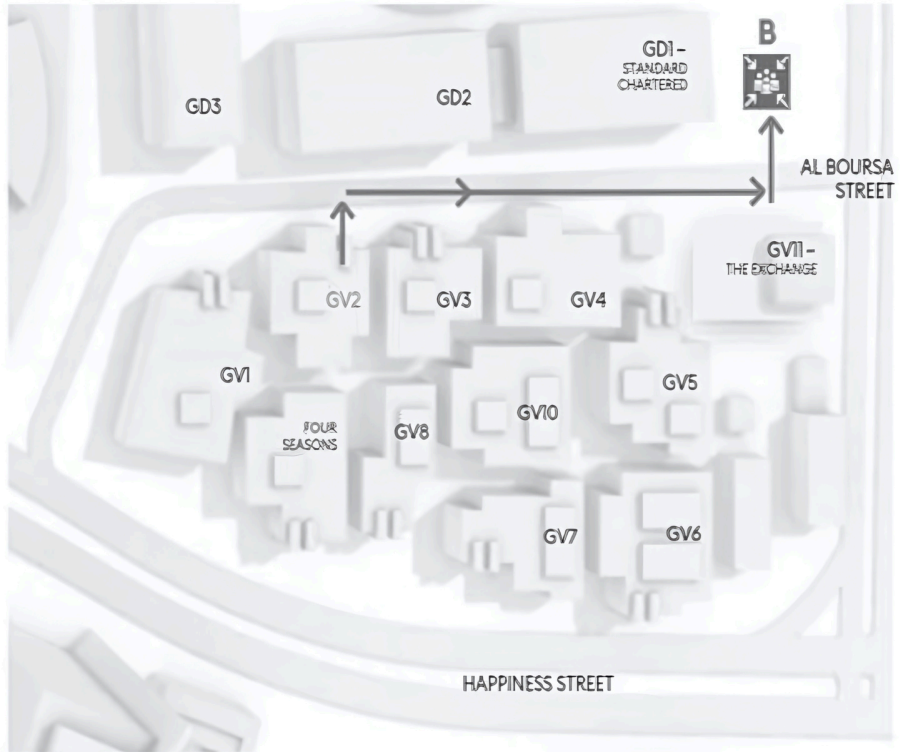 B
GD1 –
STANDARD
CHARTERED
GD2
GD3
AL BOURSA
STREET
GV11 –
THE EXCHANGE
GV2
GV3
GV4
GV1
GV5
FOUR
SEASONS
GV8
GV10
GV7
GV6
HAPPINESS STREET